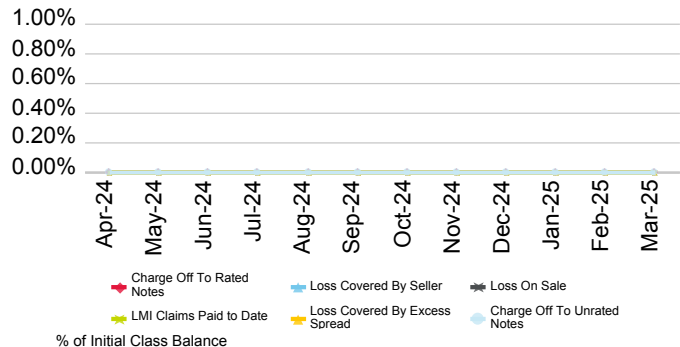 1.00%
0.80%
0.60%
0.40%
0.20%
0.00%
Apr-24
May-24
Jun-24
Jul-24
Aug-24
Sep-24
Oct-24
Nov-24
Dec-24
Jan-25
Feb-25
Mar-25
Charge Off To Rated
Notes
Loss Covered By Seller
Loss On Sale
LMI Claims Paid to Date
Loss Covered By Excess
Spread
Charge Off To Unrated
Notes
% of Initial Class Balance